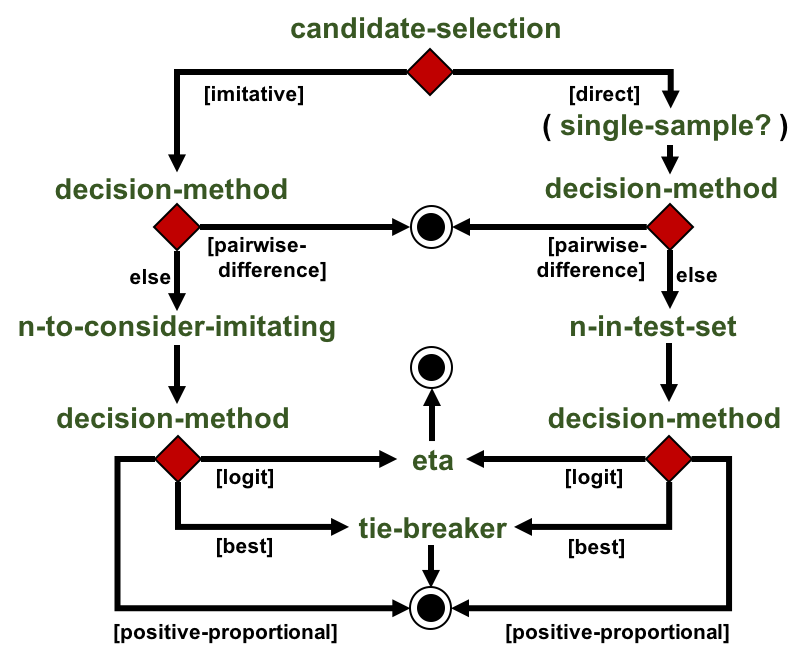 candidate-selection
[imitative]
[direct]
( single-sample? )
decision-method
decision-method
[pairwise-
difference]
[pairwise-
difference]
else
else
n-to-consider-imitating
n-in-test-set
decision-method
decision-method
eta
[logit]
[logit]
tie-breaker
[best]
[best]
[positive-proportional]
[positive-proportional]